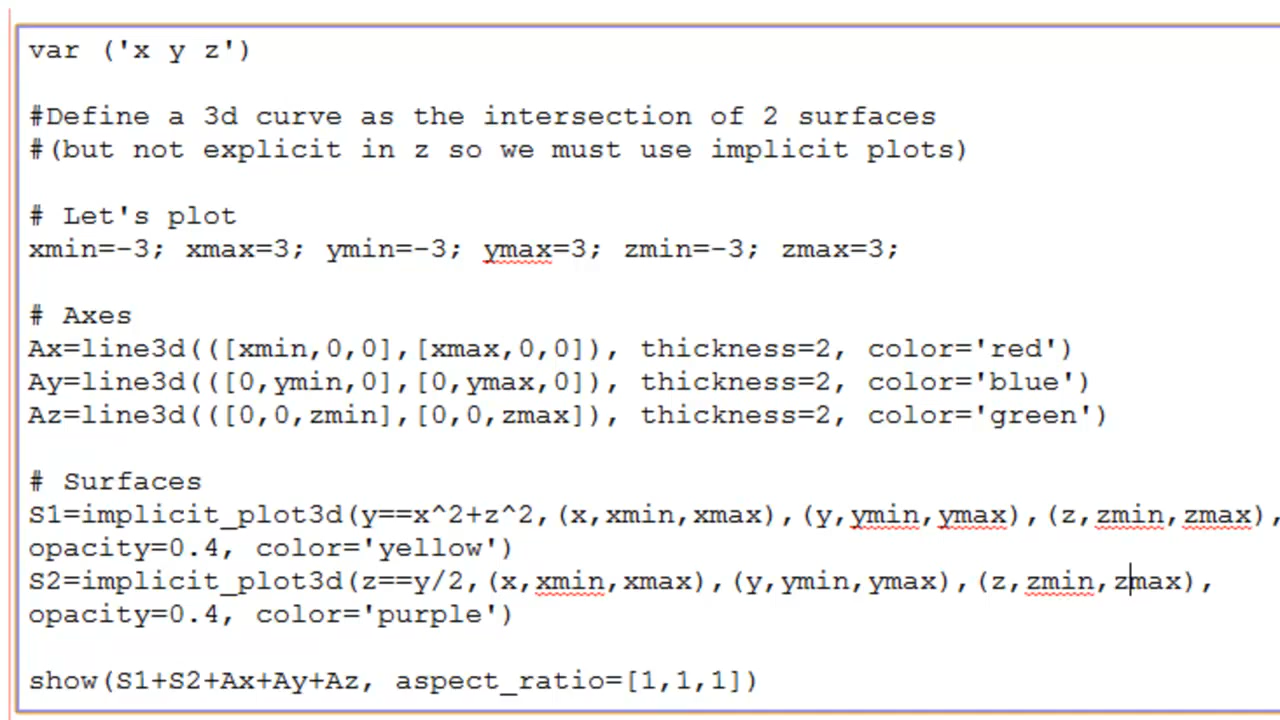 var ('x y z')
#Define a 3d curve as the intersection of 2 surfaces
#(but not explicit in z so we must use implicit plots)
# Let's plot
xmin=-3; xmax=3; ymin=-3; ymax=3; zmin=-3; zmax=3;
# Axes
Ax=line3d(([xmin,0,0],[xmax,0,0]), thickness=2, color='red')
Ay=line3d(([0,ymin,0],[0,ymax,0]), thickness=2, color='blue')
Az=line3d(([0,0,zmin],[0,0,zmax]), thickness=2, color='green')
# Surfaces
S1=implicit_plot3d(y==x^2+z^2,(x,xmin,xmax),(y,ymin,ymax),(z,zmin,zmax),
opacity=0.4, color='yellow')
S2=implicit_plot3d(z==y/2,(x,xmin,xmax),(y,ymin,ymax),(z,zmin,zmax),
opacity=0.4, color='purple')
show(S1+S2+Ax+Ay+Az, aspect_ratio=[1,1,1])